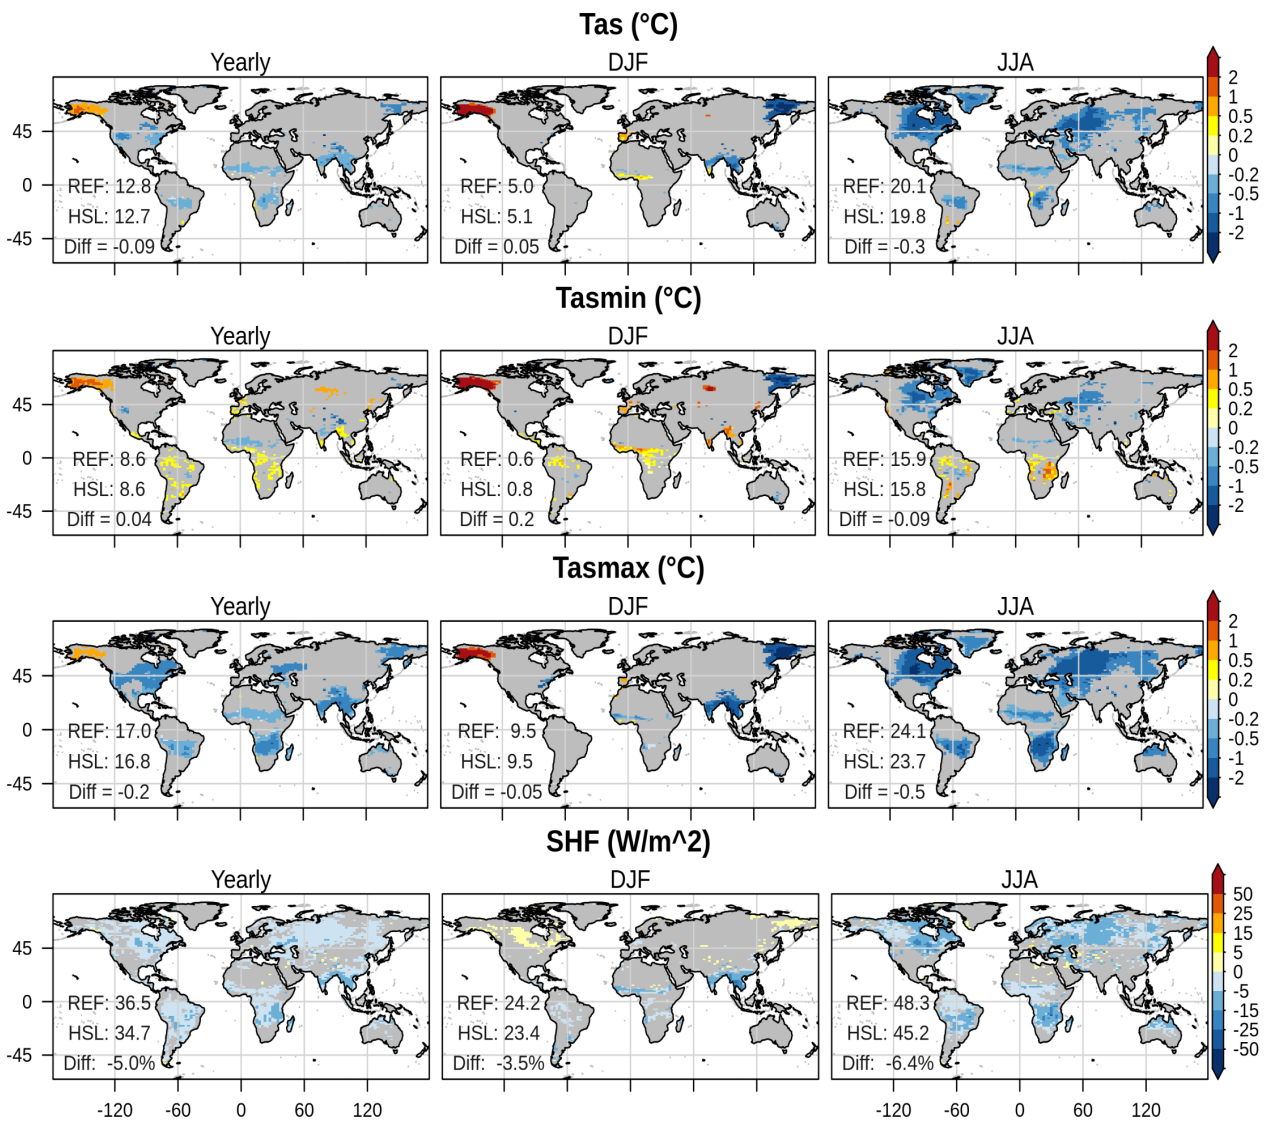 Tas (°C)
Yearly DJF JJA
45
0
-45
REF: 12.8
HSL: 12.7
Diff = -0.09
REF: 5.0
HSL: 5.1
Diff = 0.05
REF: 20.1
HSL: 19.8
Diff = -0.3
2
1
0.5
0.2
0
-0.2
-0.5
-1
-2
Tasmin (°C)
Yearly DJF JJA
45
0
-45
REF: 8.6
HSL: 8.6
Diff = 0.04
REF: 0.6
HSL: 0.8
Diff = 0.2
REF: 15.9
HSL: 15.8
Diff = -0.09
2
1
0.5
0.2
0
-0.2
-0.5
-1
-2
Tasmax (°C)
Yearly DJF JJA
45
0
-45
REF: 17.0
HSL: 16.8
Diff = -0.2
REF: 9.5
HSL: 9.5
Diff = -0.05
REF: 24.1
HSL: 23.7
Diff = -0.5
2
1
0.5
0.2
0
-0.2
-0.5
-1
-2
SHF (W/m^2)
Yearly DJF JJA
45
0
-45
REF: 36.5
HSL: 34.7
Diff: -5.0%
REF: 24.2
HSL: 23.4
Diff: -3.5%
REF: 48.3
HSL: 45.2
Diff: -6.4%
50
25
15
5
0
-5
-15
-25
-50
-120 -60 0 60 120
-120 -60 0 60 120